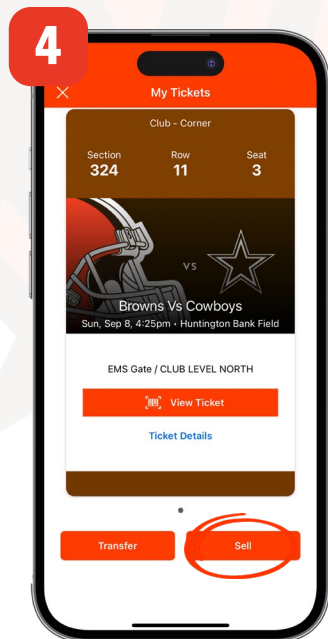 4
My Tickets
Club - Corner
Section Row Seat
324 11 3
VS
Browns Vs Cowboys
Sun, Sep 8, 4:25pm • Huntington Bank Field
EMS Gate / CLUB LEVEL NORTH
View Ticket
Ticket Details
Transfer Sell